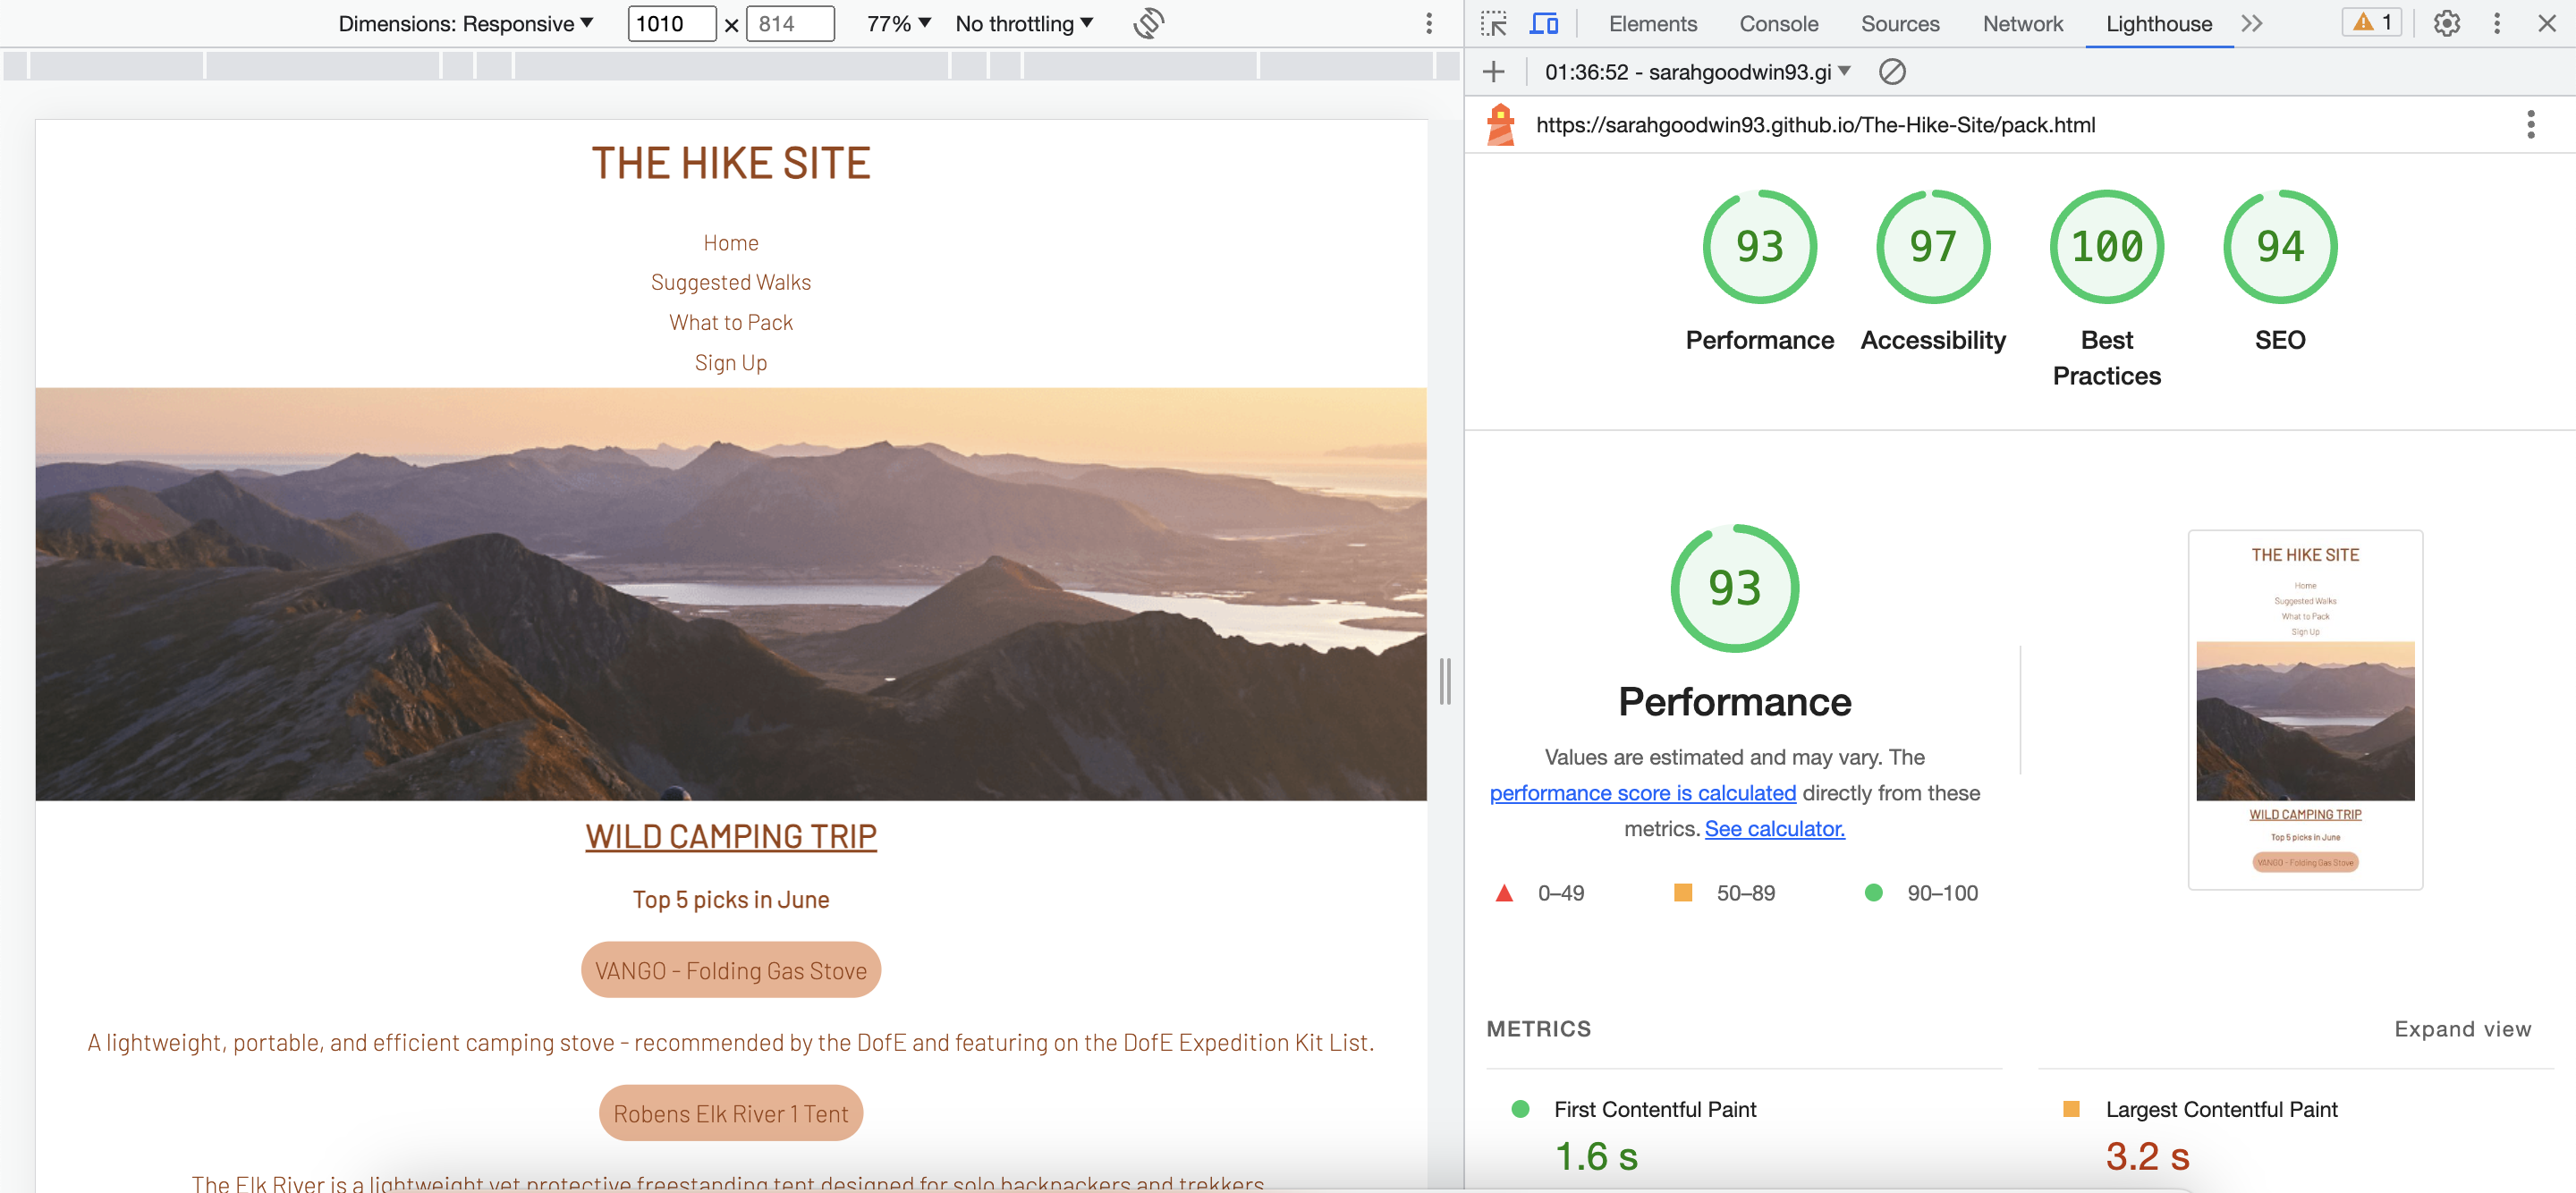 Dimensions: Responsive 1010 × 814 77% No throttling
Elements Console Sources Network Lighthouse 1
01:36:52 - sarahgoodwin93.gi
https://sarahgoodwin93.github.io/The-Hike-Site/pack.html
THE HIKE SITE
Home
Suggested Walks
What to Pack
Sign Up
WILD CAMPING TRIP
Top 5 picks in June
VANGO - Folding Gas Stove
A lightweight, portable, and efficient camping stove - recommended by the DofE and featuring on the DofE Expedition Kit List.
Robens Elk River 1 Tent
The Elk River is a lightweight yet protective freestanding tent designed for solo backpackers and trekkers.
93 97 100 94
Performance Accessibility Best Practices SEO
93
Performance
Values are estimated and may vary. The
performance score is calculated directly from these
metrics. See calculator.
0–49 50–89 90–100
THE HIKE SITE
Home
Suggested Walks
What to Pack
Sign Up
WILD CAMPING TRIP
Top 5 picks in June
VANGO - Folding Gas Stove
METRICS Expand view
First Contentful Paint
1.6 s
Largest Contentful Paint
3.2 s